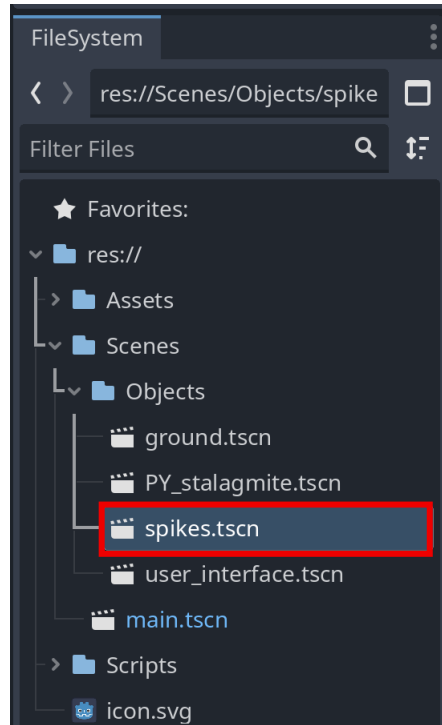 FileSystem
res://Scenes/Objects/spike
Filter Files
Favorites:
res://
Assets
Scenes
Objects
ground.tscn
PY_stalagmite.tscn
spikes.tscn
user_interface.tscn
main.tscn
Scripts
icon.svg